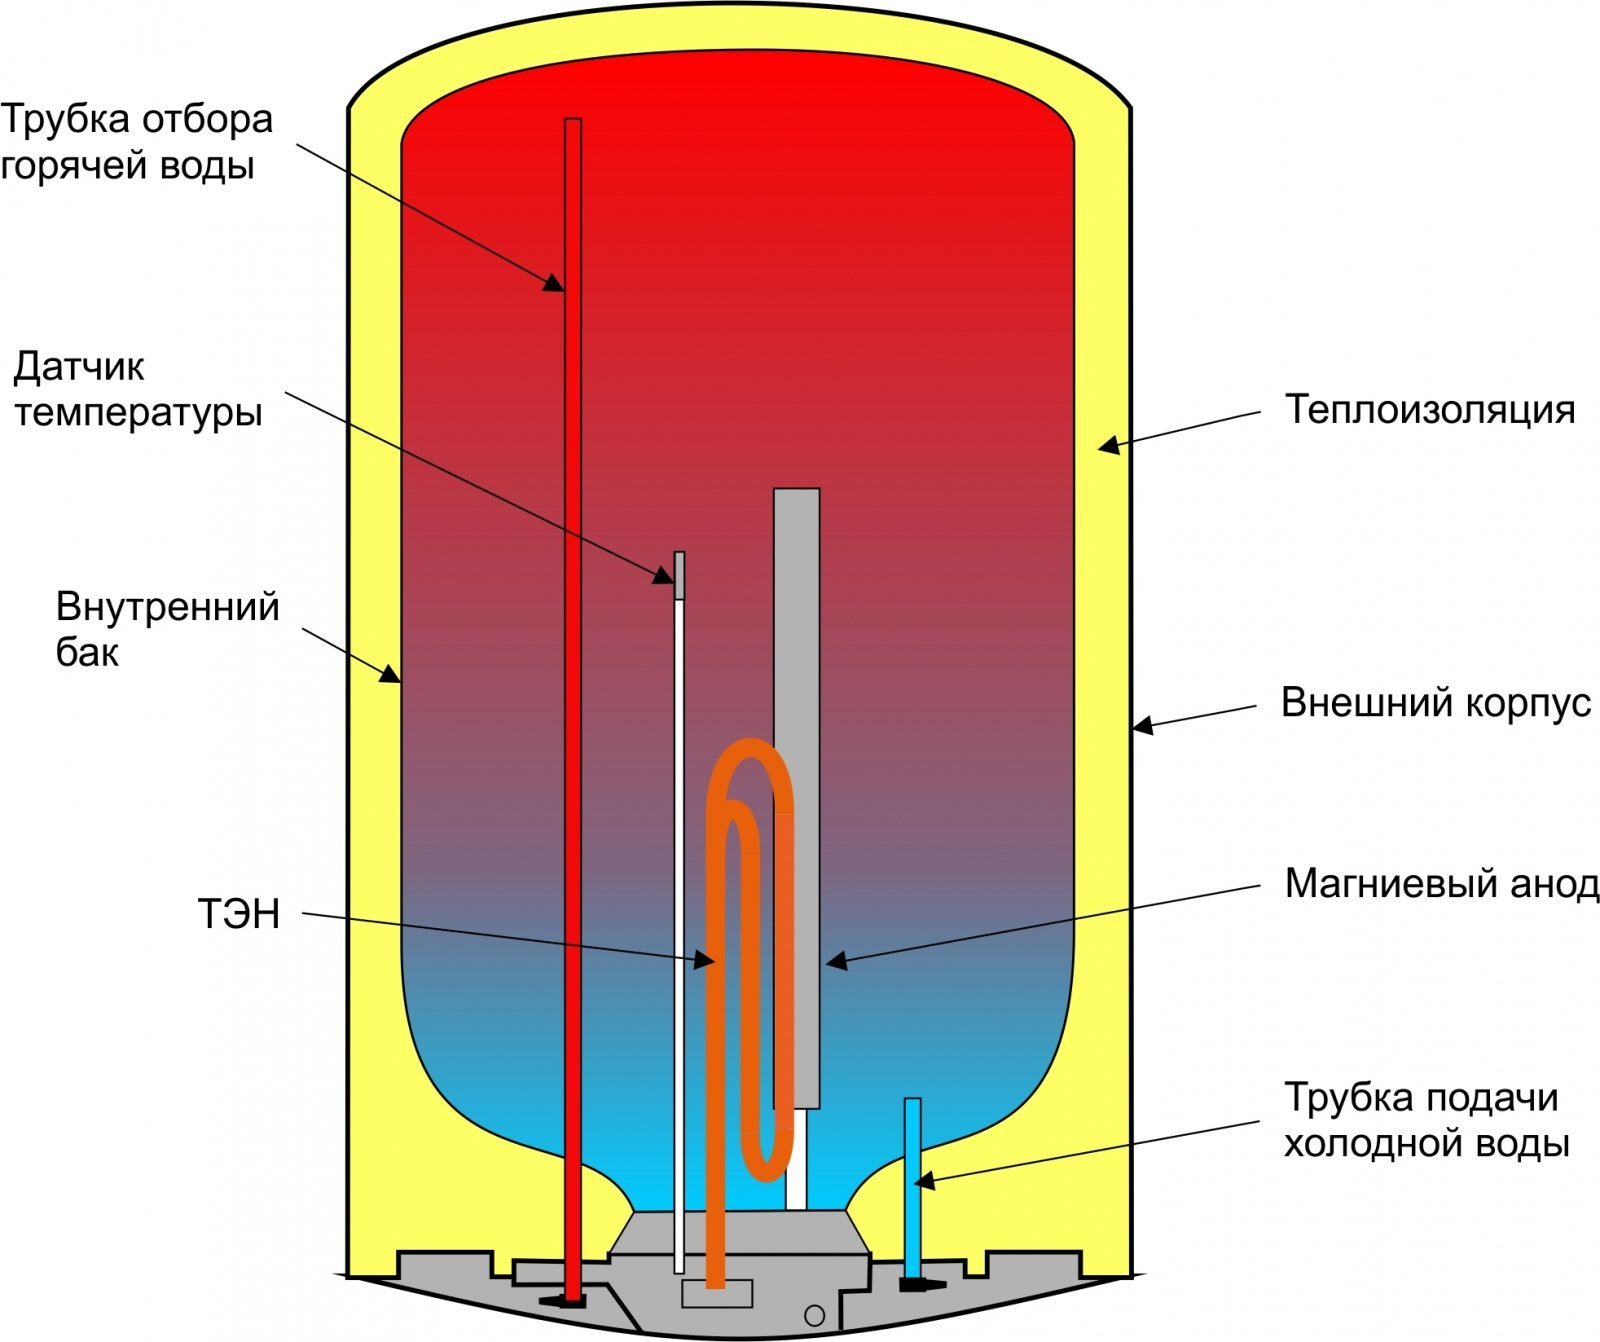 Трубка отбора
горячей воды
Датчик
температуры
Внутренний
бак
ТЭН
Теплоизоляция
Внешний корпус
Магниевый анод
Трубка подачи
холодной воды